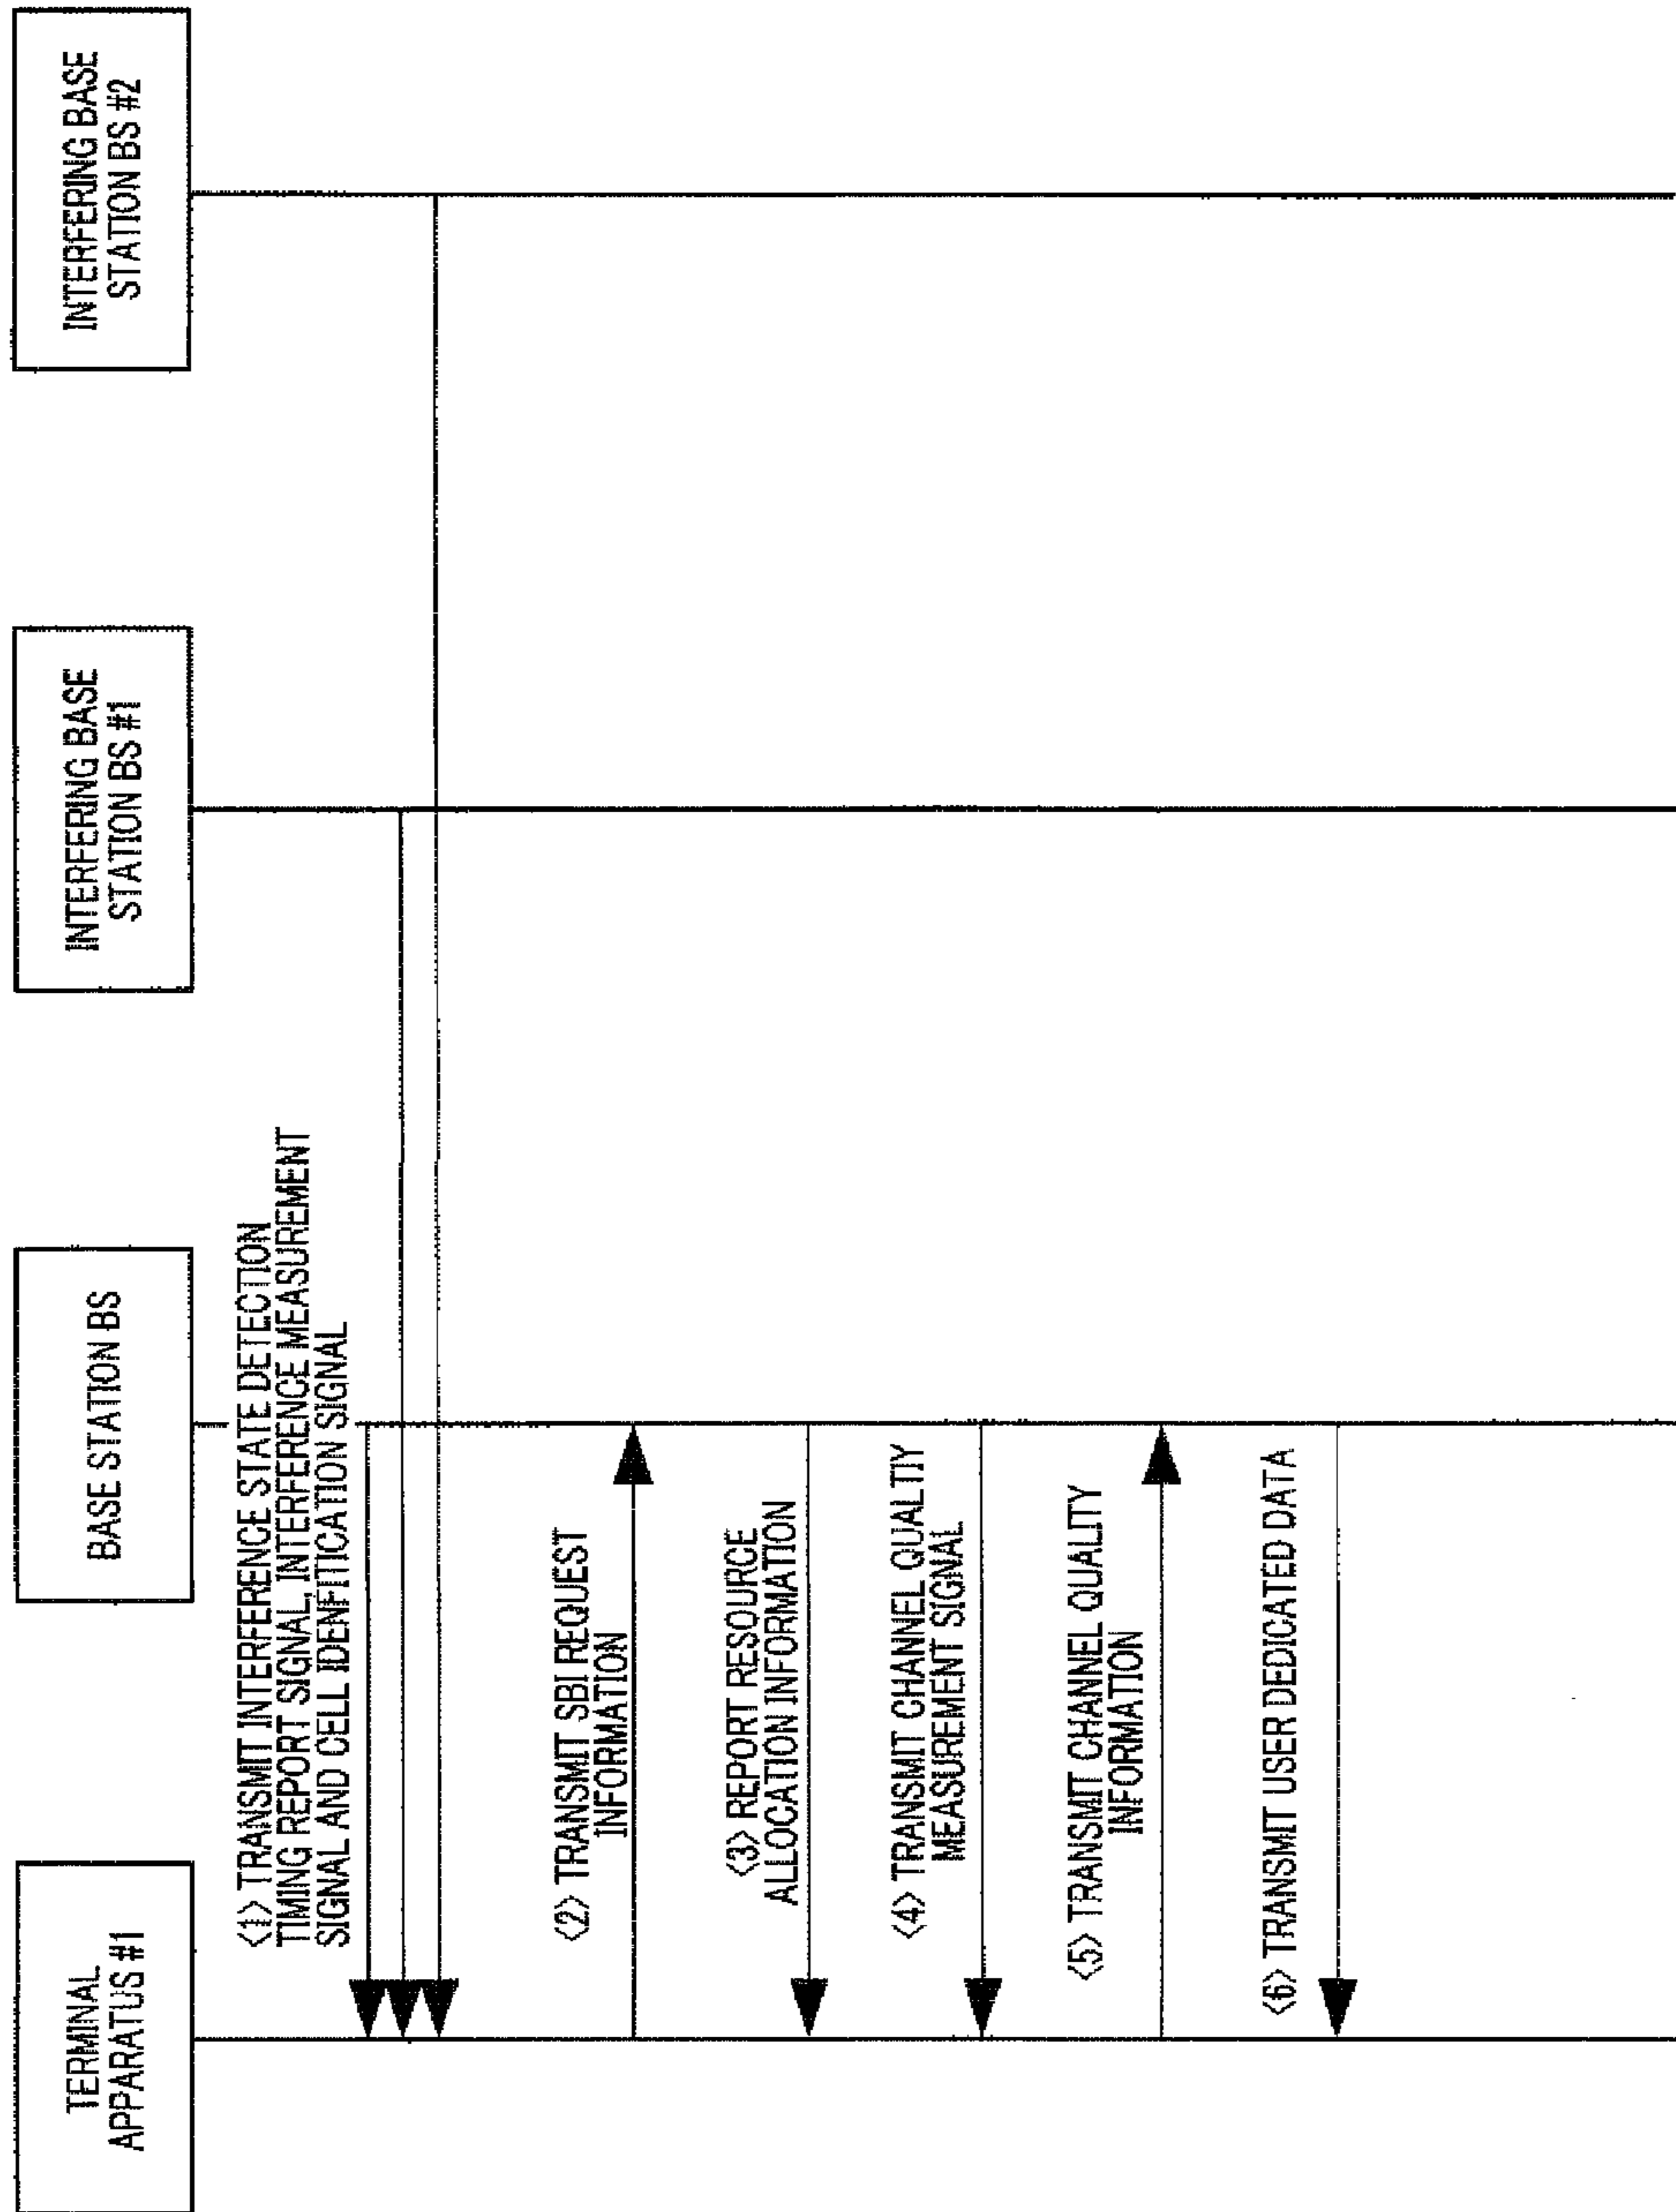 TERMINAL
APPARATUS #1
BASE STATION BS
INTERFERING BASE
STATION BS #1
INTERFERING BASE
STATION BS #2
<1> TRANSMIT INTERFERENCE STATE DETECTION
TIMING REPORT SIGNAL, INTERFERENCE MEASUREMENT
SIGNAL AND CELL IDENFITICATION SIGNAL
<2> TRANSMIT SBI REQUEST
INFORMATION
<3> REPORT RESOURCE
ALLOCATION INFORMATION
<4> TRANSMIT CHANNEL QUALITIY
MEASUREMENT SIGNAL
<5> TRANSMIT CHANNEL QUALITY
INFORMATION
<6> TRANSMIT USER DEDICATED DATA